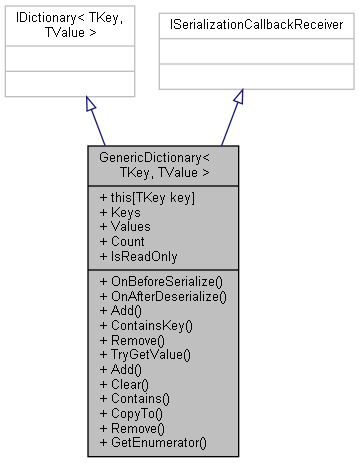 IDictionary< TKey,
TValue >
ISerializationCallbackReceiver
GenericDictionary<
TKey, TValue >
+ this[TKey key]
+ Keys
+ Values
+ Count
+ IsReadOnly
+ OnBeforeSerialize()
+ OnAfterDeserialize()
+ Add()
+ ContainsKey()
+ Remove()
+ TryGetValue()
+ Add()
+ Clear()
+ Contains()
+ CopyTo()
+ Remove()
+ GetEnumerator()